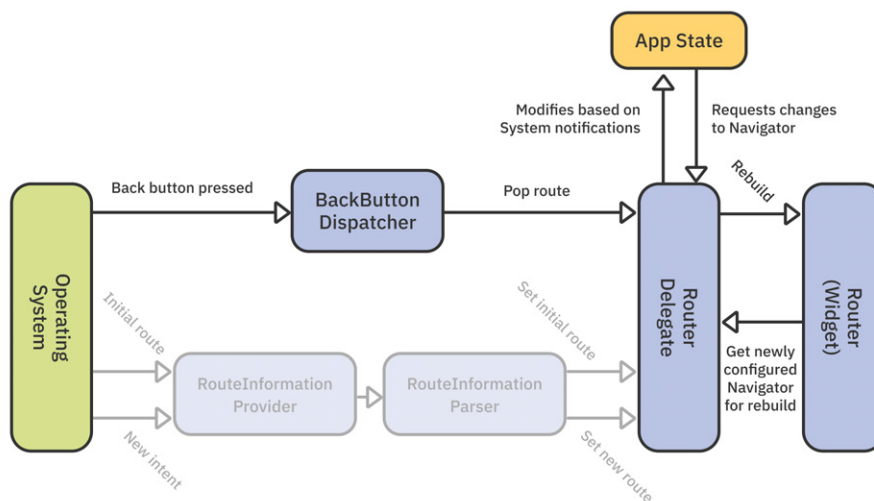 App State
Modifies based on
System notifications
Requests changes
to Navigator
Back button pressed
BackButton
Dispatcher
Pop route
Rebuild
Operating
System
Router
Delegate
Router
(Widget)
Initial route
Set initial route
RouteInformation
Provider
RouteInformation
Parser
Get newly
configured
Navigator
for rebuild
New intent
Set new route